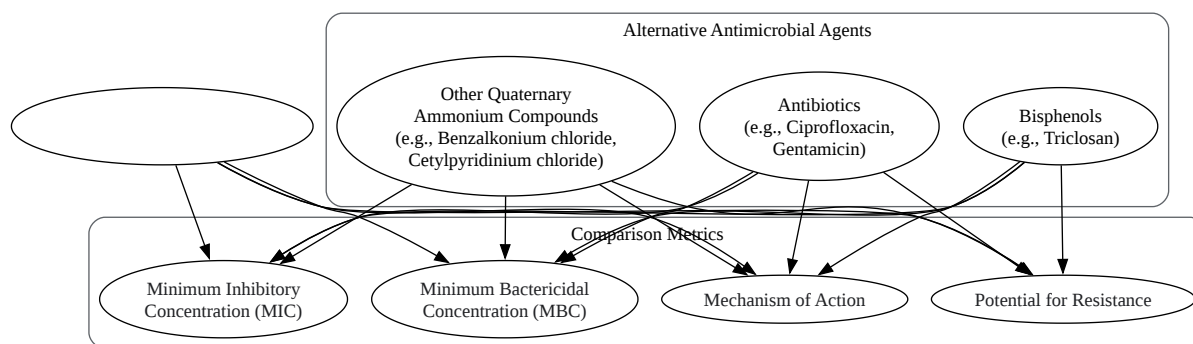 Alternative Antimicrobial Agents
Other Quaternary
Ammonium Compounds
(e.g., Benzalkonium chloride,
Cetylpyridinium chloride)
Antibiotics
(e.g., Ciprofloxacin,
Gentamicin)
Bisphenols
(e.g., Triclosan)
Comparison Metrics
Minimum Inhibitory
Concentration (MIC)
Minimum Bactericidal
Concentration (MBC)
Mechanism of Action
Potential for Resistance